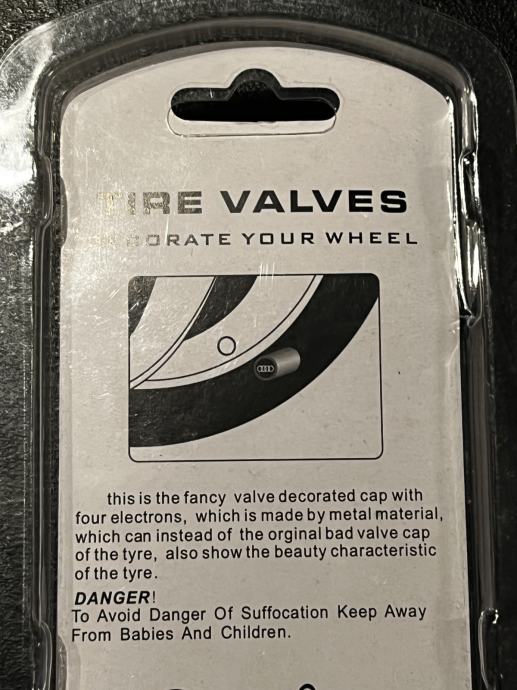 TIRE VALVES
DECORATE YOUR WHEEL
this is the fancy valve decorated cap with
four electrons, which is made by metal material,
which can instead of the orginal bad valve cap
of the tyre, also show the beauty characteristic
of the tyre.
DANGER!
To Avoid Danger Of Suffocation Keep Away
From Babies And Children.